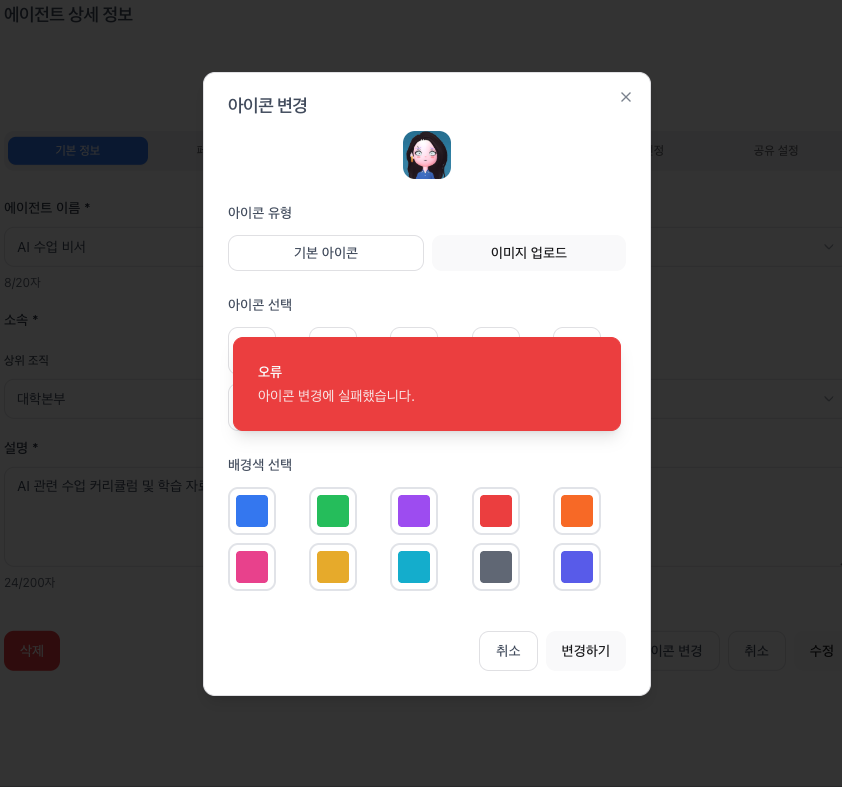 에이전트 상세 정보
아이콘 변경
기본 정보
공유 설정
아이콘 유형
에이전트 이름 *
기본 아이콘
이미지 업로드
AI 수업 비서
8/20자
아이콘 선택
소속 *
상위 조직
오류
아이콘 변경에 실패했습니다.
대학본부
설명 *
배경색 선택
AI 관련 수업 커리큘럼 및 학습
24/200자
삭제
취소
변경하기
변경
취소
수정